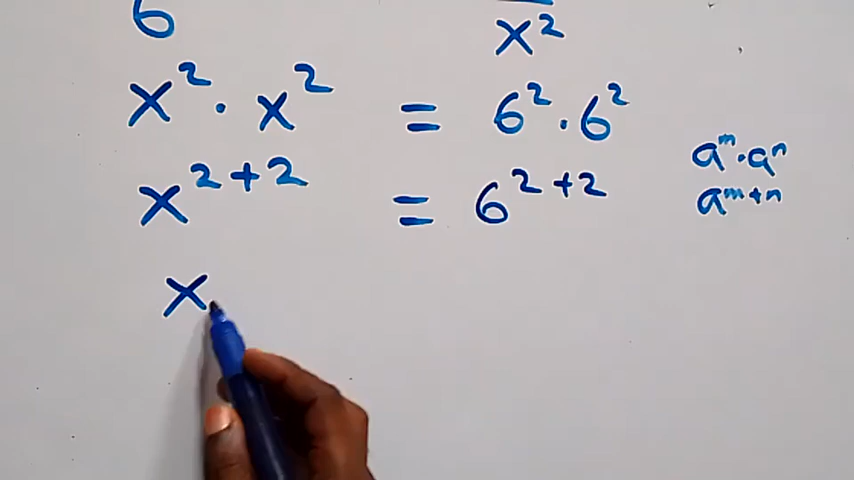 6
x²
x² · x² = 6² · 6²
aᵐ · aⁿ
x²⁺² = 6²⁺²
aᵐ⁺ⁿ
x